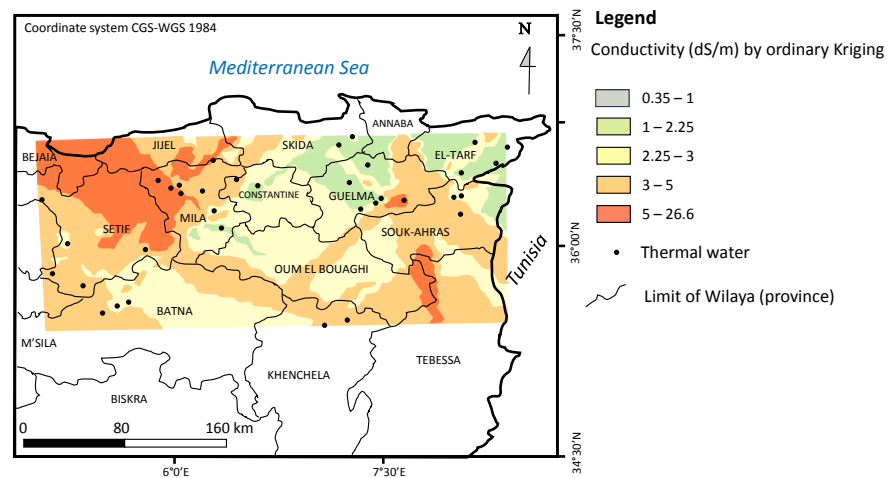 Coordinate system CGS-WGS 1984
N
Mediterranean Sea
ANNABA
JIJEL
SKIDA
BEJAIA
EL-TARF
CONSTANTINE
GUELMA
MILA
SETIF
SOUK-AHRAS
Tunisia
OUM EL BOUAGHI
BATNA
M'SILA
TEBESSA
KHENCHELA
BISKRA
0 80 160 km
6°0'E 7°30'E
37°30'N
36°00'N
34°30'N
Legend
Conductivity (dS/m) by ordinary Kriging
0.35 – 1
1 – 2.25
2.25 – 3
3 – 5
5 – 26.6
Thermal water
Limit of Wilaya (province)